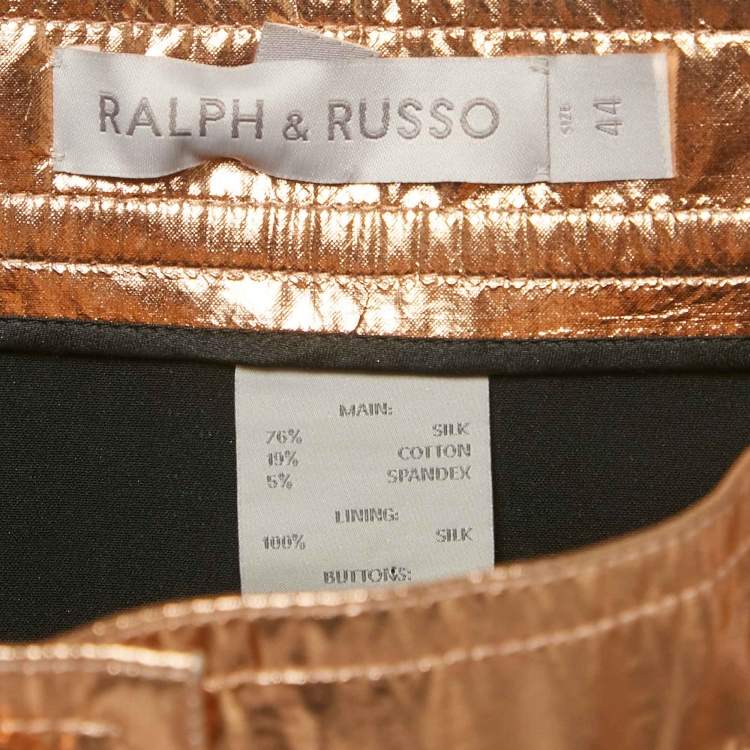 RALPH & RUSSO
SIZE 44
MAIN:
76% SILK
19% COTTON
5% SPANDEX
LINING:
100% SILK
BUTTONS: